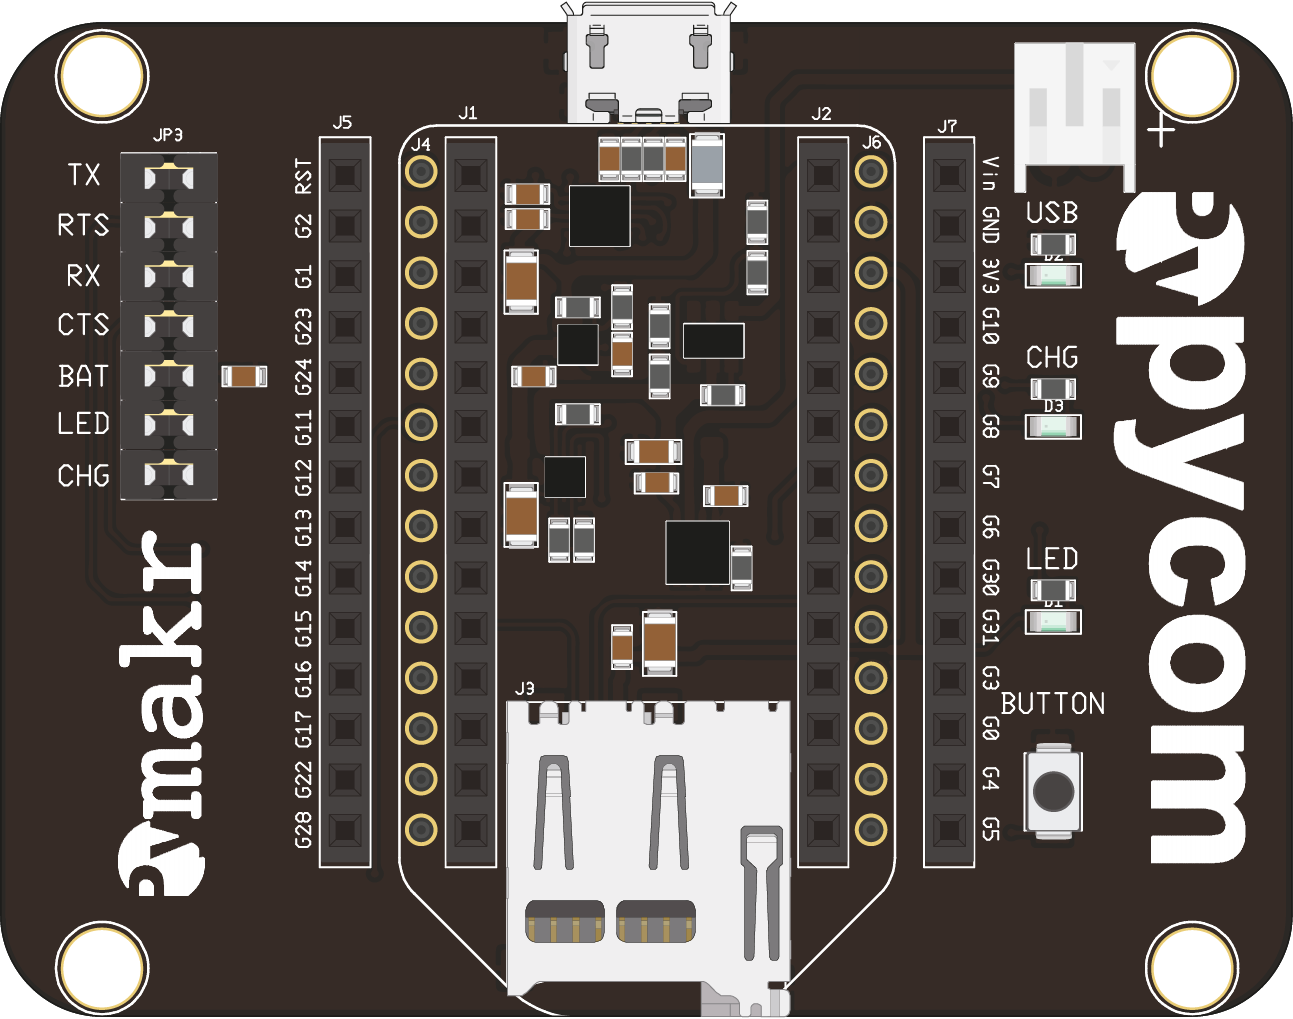 JP3
TX
RTS
RX
CTS
BAT
LED
CHG
Pymakr
J5
RST
G2
G1
G23
G24
G11
G12
G13
G14
G15
G16
G17
G22
G28
J4
J1
J3
J2
J6
J7
Vin
GND
3V3
G10
G9
G8
G7
G6
G30
G31
G3
G0
G4
G5
+
USB
D2
CHG
D3
LED
D1
BUTTON
Pycom